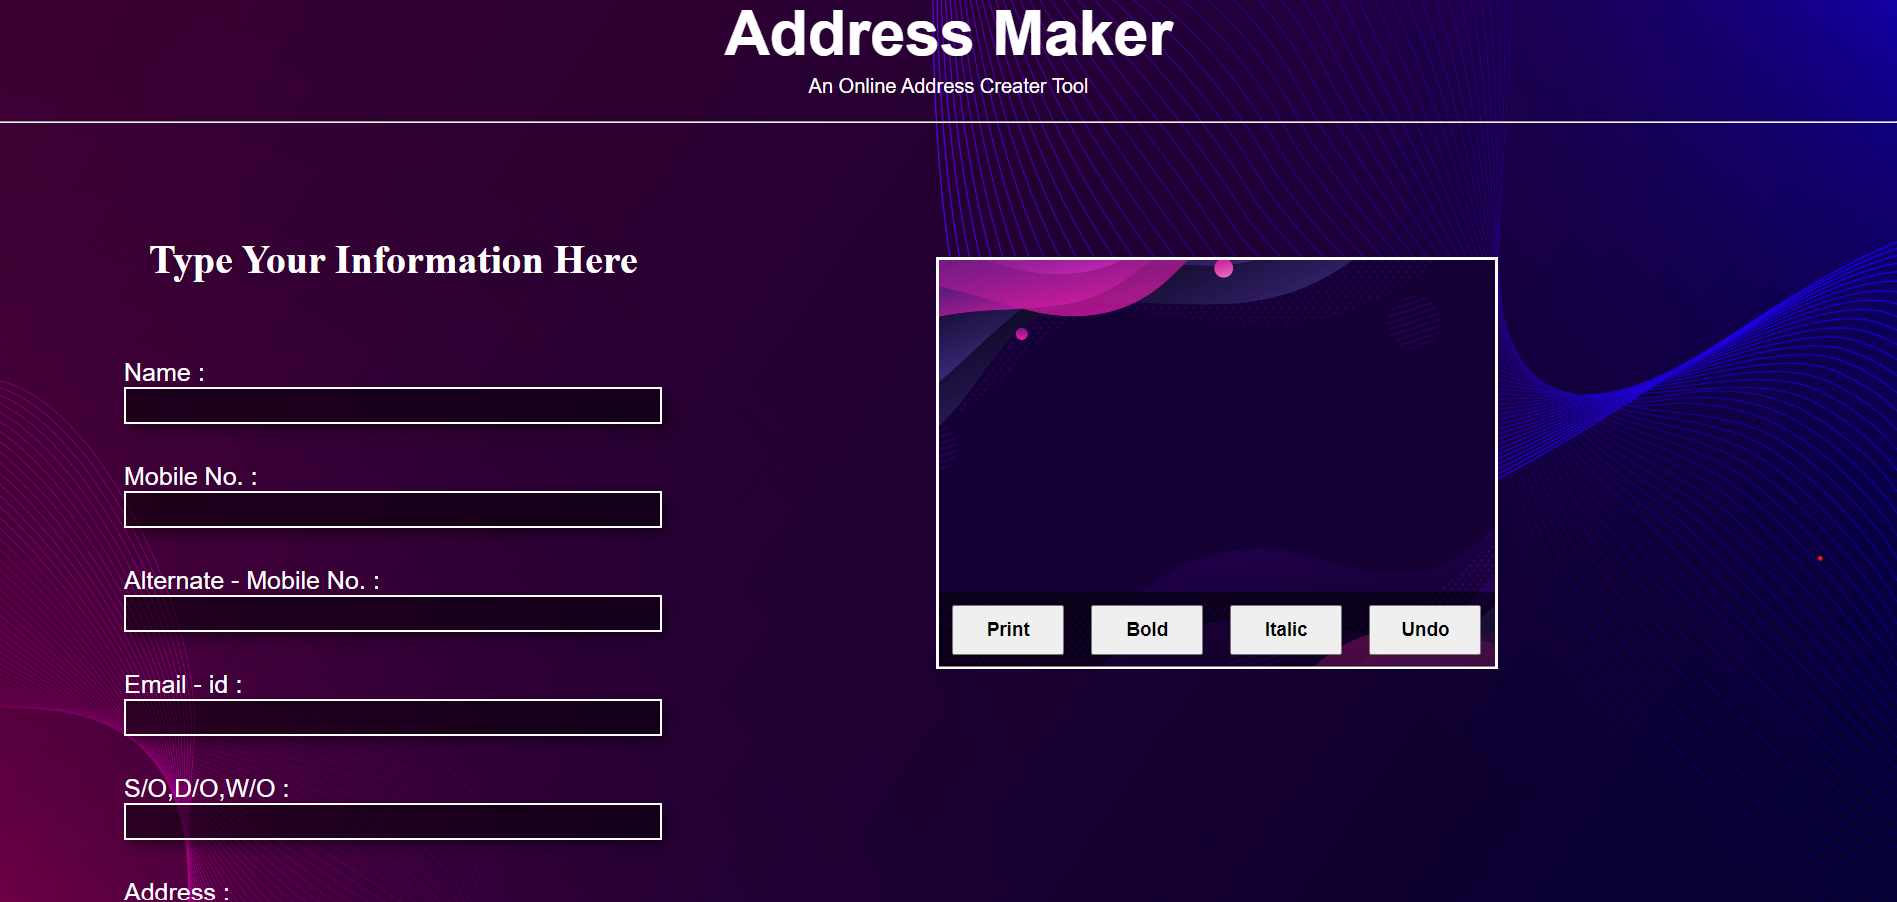 Address Maker
An Online Address Creater Tool
Type Your Information Here
Name :
Mobile No. :
Alternate - Mobile No. :
Email - id :
S/O,D/O,W/O :
Address :
Print Bold Italic Undo